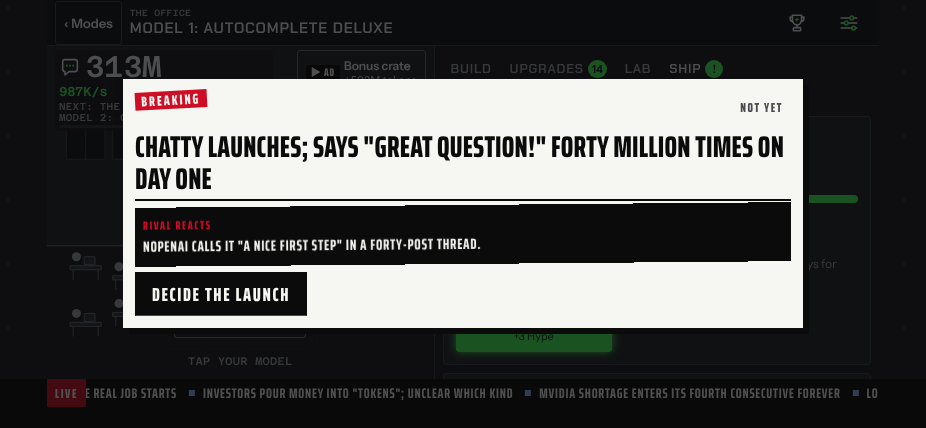 ‹ Modes
THE OFFICE
MODEL 1: AUTOCOMPLETE DELUXE
313M
987K/s
NEXT: THE
MODEL 2:
AD
Bonus crate
BUILD UPGRADES 14 LAB SHIP !
BREAKING
NOT YET
CHATTY LAUNCHES; SAYS "GREAT QUESTION!" FORTY MILLION TIMES ON
DAY ONE
RIVAL REACTS
NOPENAI CALLS IT "A NICE FIRST STEP" IN A FORTY-POST THREAD.
DECIDE THE LAUNCH
ys for
+3 Hype
TAP YOUR MODEL
LIVE E REAL JOB STARTS ■ INVESTORS POUR MONEY INTO "TOKENS"; UNCLEAR WHICH KIND ■ MVIDIA SHORTAGE ENTERS ITS FOURTH CONSECUTIVE FOREVER ■ LO